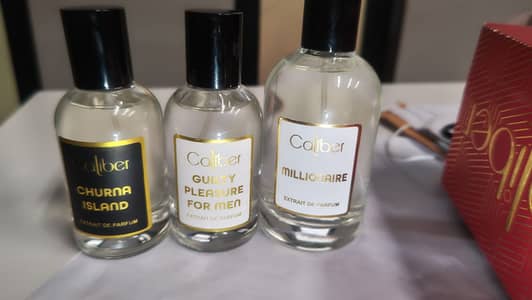 Caliber
CHURNA
ISLAND
EXTRAIT DE PARFUM
Caliber
GUILTY
PLEASURE
FOR MEN
EXTRAIT DE PARFUM
Caliber
MILLIONAIRE
EXTRAIT DE PARFUM